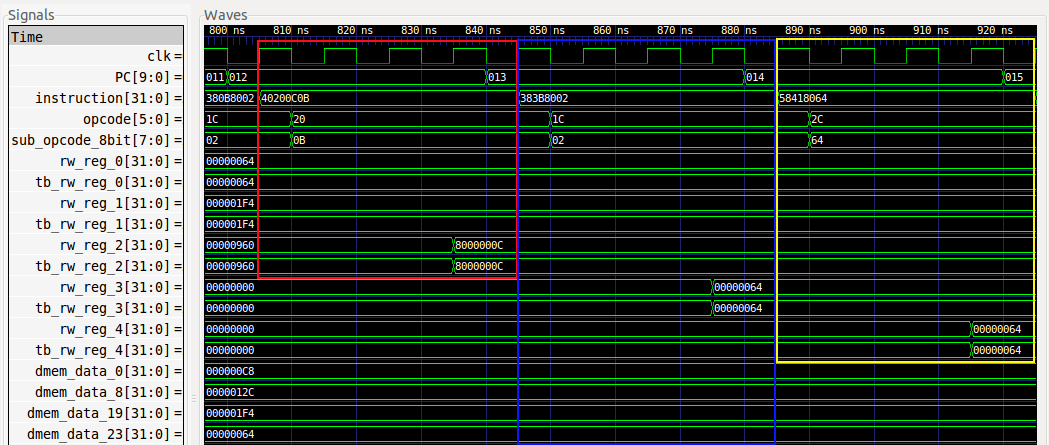 Signals Waves
Time 800 ns 810 ns 820 ns 830 ns 840 ns 850 ns 860 ns 870 ns 880 ns 890 ns 900 ns 910 ns 920 ns
clk=
PC[9:0]= 011 012 013 014 015
instruction[31:0]= 380B8002 40200C0B 383B8002 58418064
opcode[5:0]= 1C 20 1C 2C
sub_opcode_8bit[7:0]= 02 0B 02 64
rw_reg_0[31:0]= 00000064
tb_rw_reg_0[31:0]= 00000064
rw_reg_1[31:0]= 000001F4
tb_rw_reg_1[31:0]= 000001F4
rw_reg_2[31:0]= 00000960 8000000C
tb_rw_reg_2[31:0]= 00000960 8000000C
rw_reg_3[31:0]= 00000000 00000064
tb_rw_reg_3[31:0]= 00000000 00000064
rw_reg_4[31:0]= 00000000 00000064
tb_rw_reg_4[31:0]= 00000000 00000064
dmem_data_0[31:0]= 000000C8
dmem_data_8[31:0]= 0000012C
dmem_data_19[31:0]= 000001F4
dmem_data_23[31:0]= 00000064